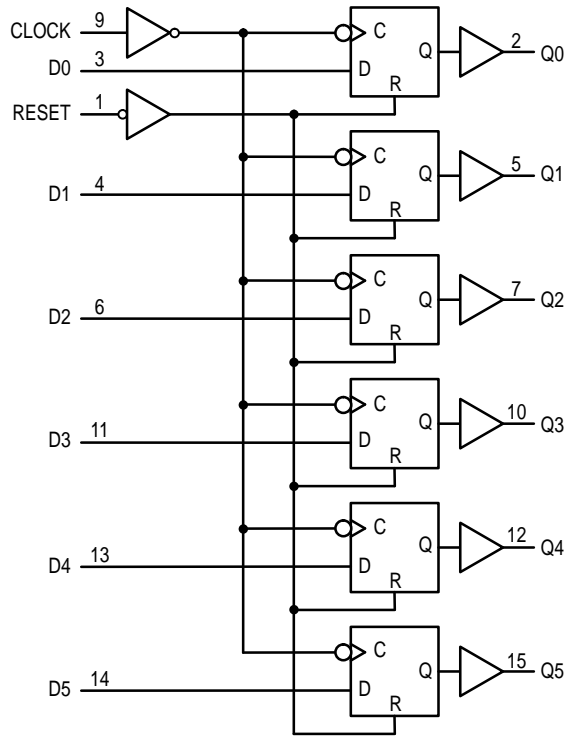 CLOCK 9 C Q 2 Q0
D0 3 D
R
RESET 1
C Q 5 Q1
D1 4 D
R
C Q 7 Q2
D2 6 D
R
C Q 10 Q3
D3 11 D
R
C Q 12 Q4
D4 13 D
R
C Q 15 Q5
D5 14 D
R